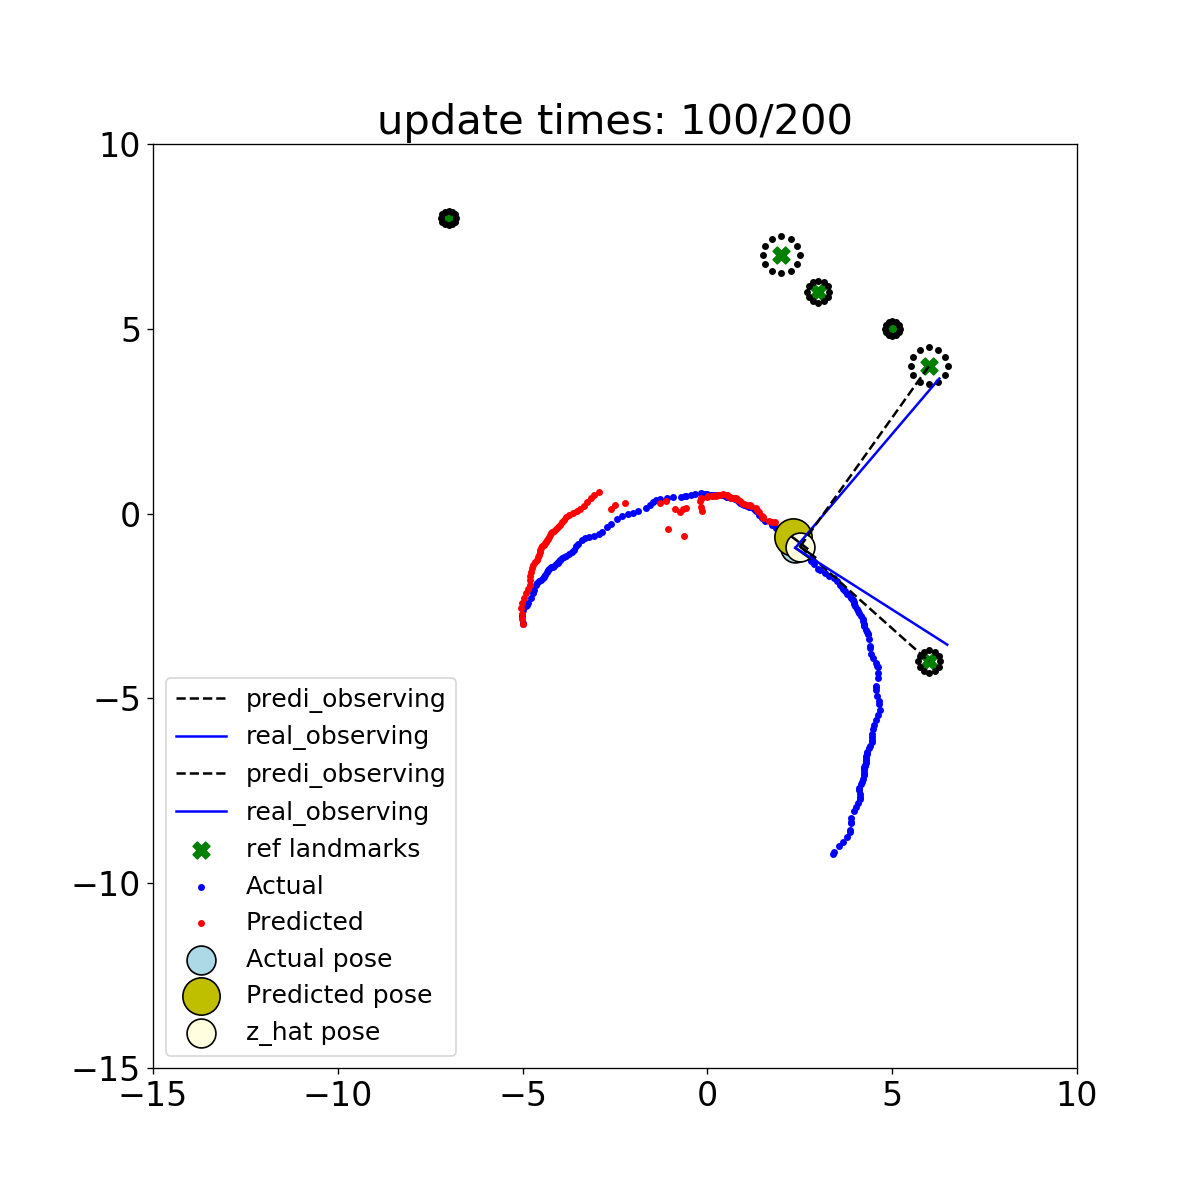 update times: 100/200
10
5
0
−5
−10
−15
predi_observing
real_observing
predi_observing
real_observing
ref landmarks
Actual
Predicted
Actual pose
Predicted pose
z_hat pose
−15 −10 −5 0 5 10